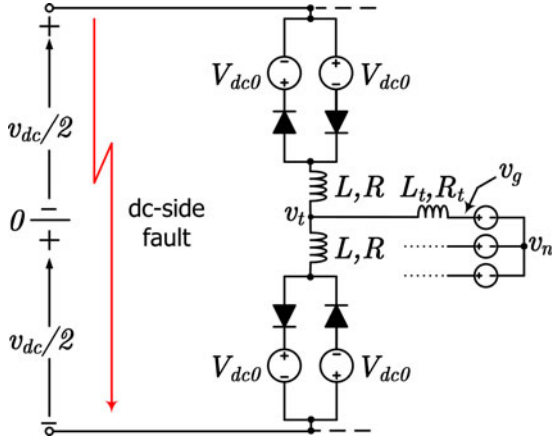 +
V_dc0 V_dc0
v_dc/2
L,R L_t,R_t v_g
0 − v_t v_n
+
dc-side
fault
L,R
v_dc/2
V_dc0 V_dc0
−